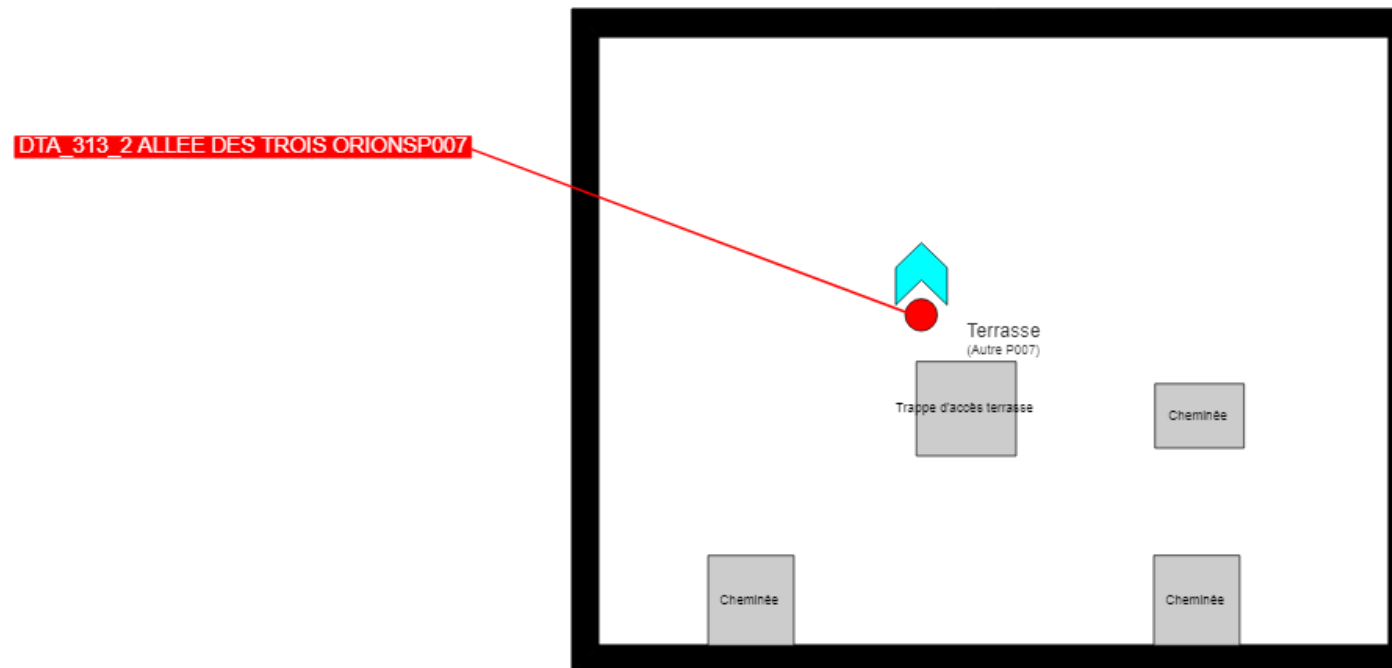 DTA_313_2 ALLEE DES TROIS ORIONSP007
Terrasse
(Autre P007)
Trappe d'accès terrasse
Cheminée
Cheminée
Cheminée